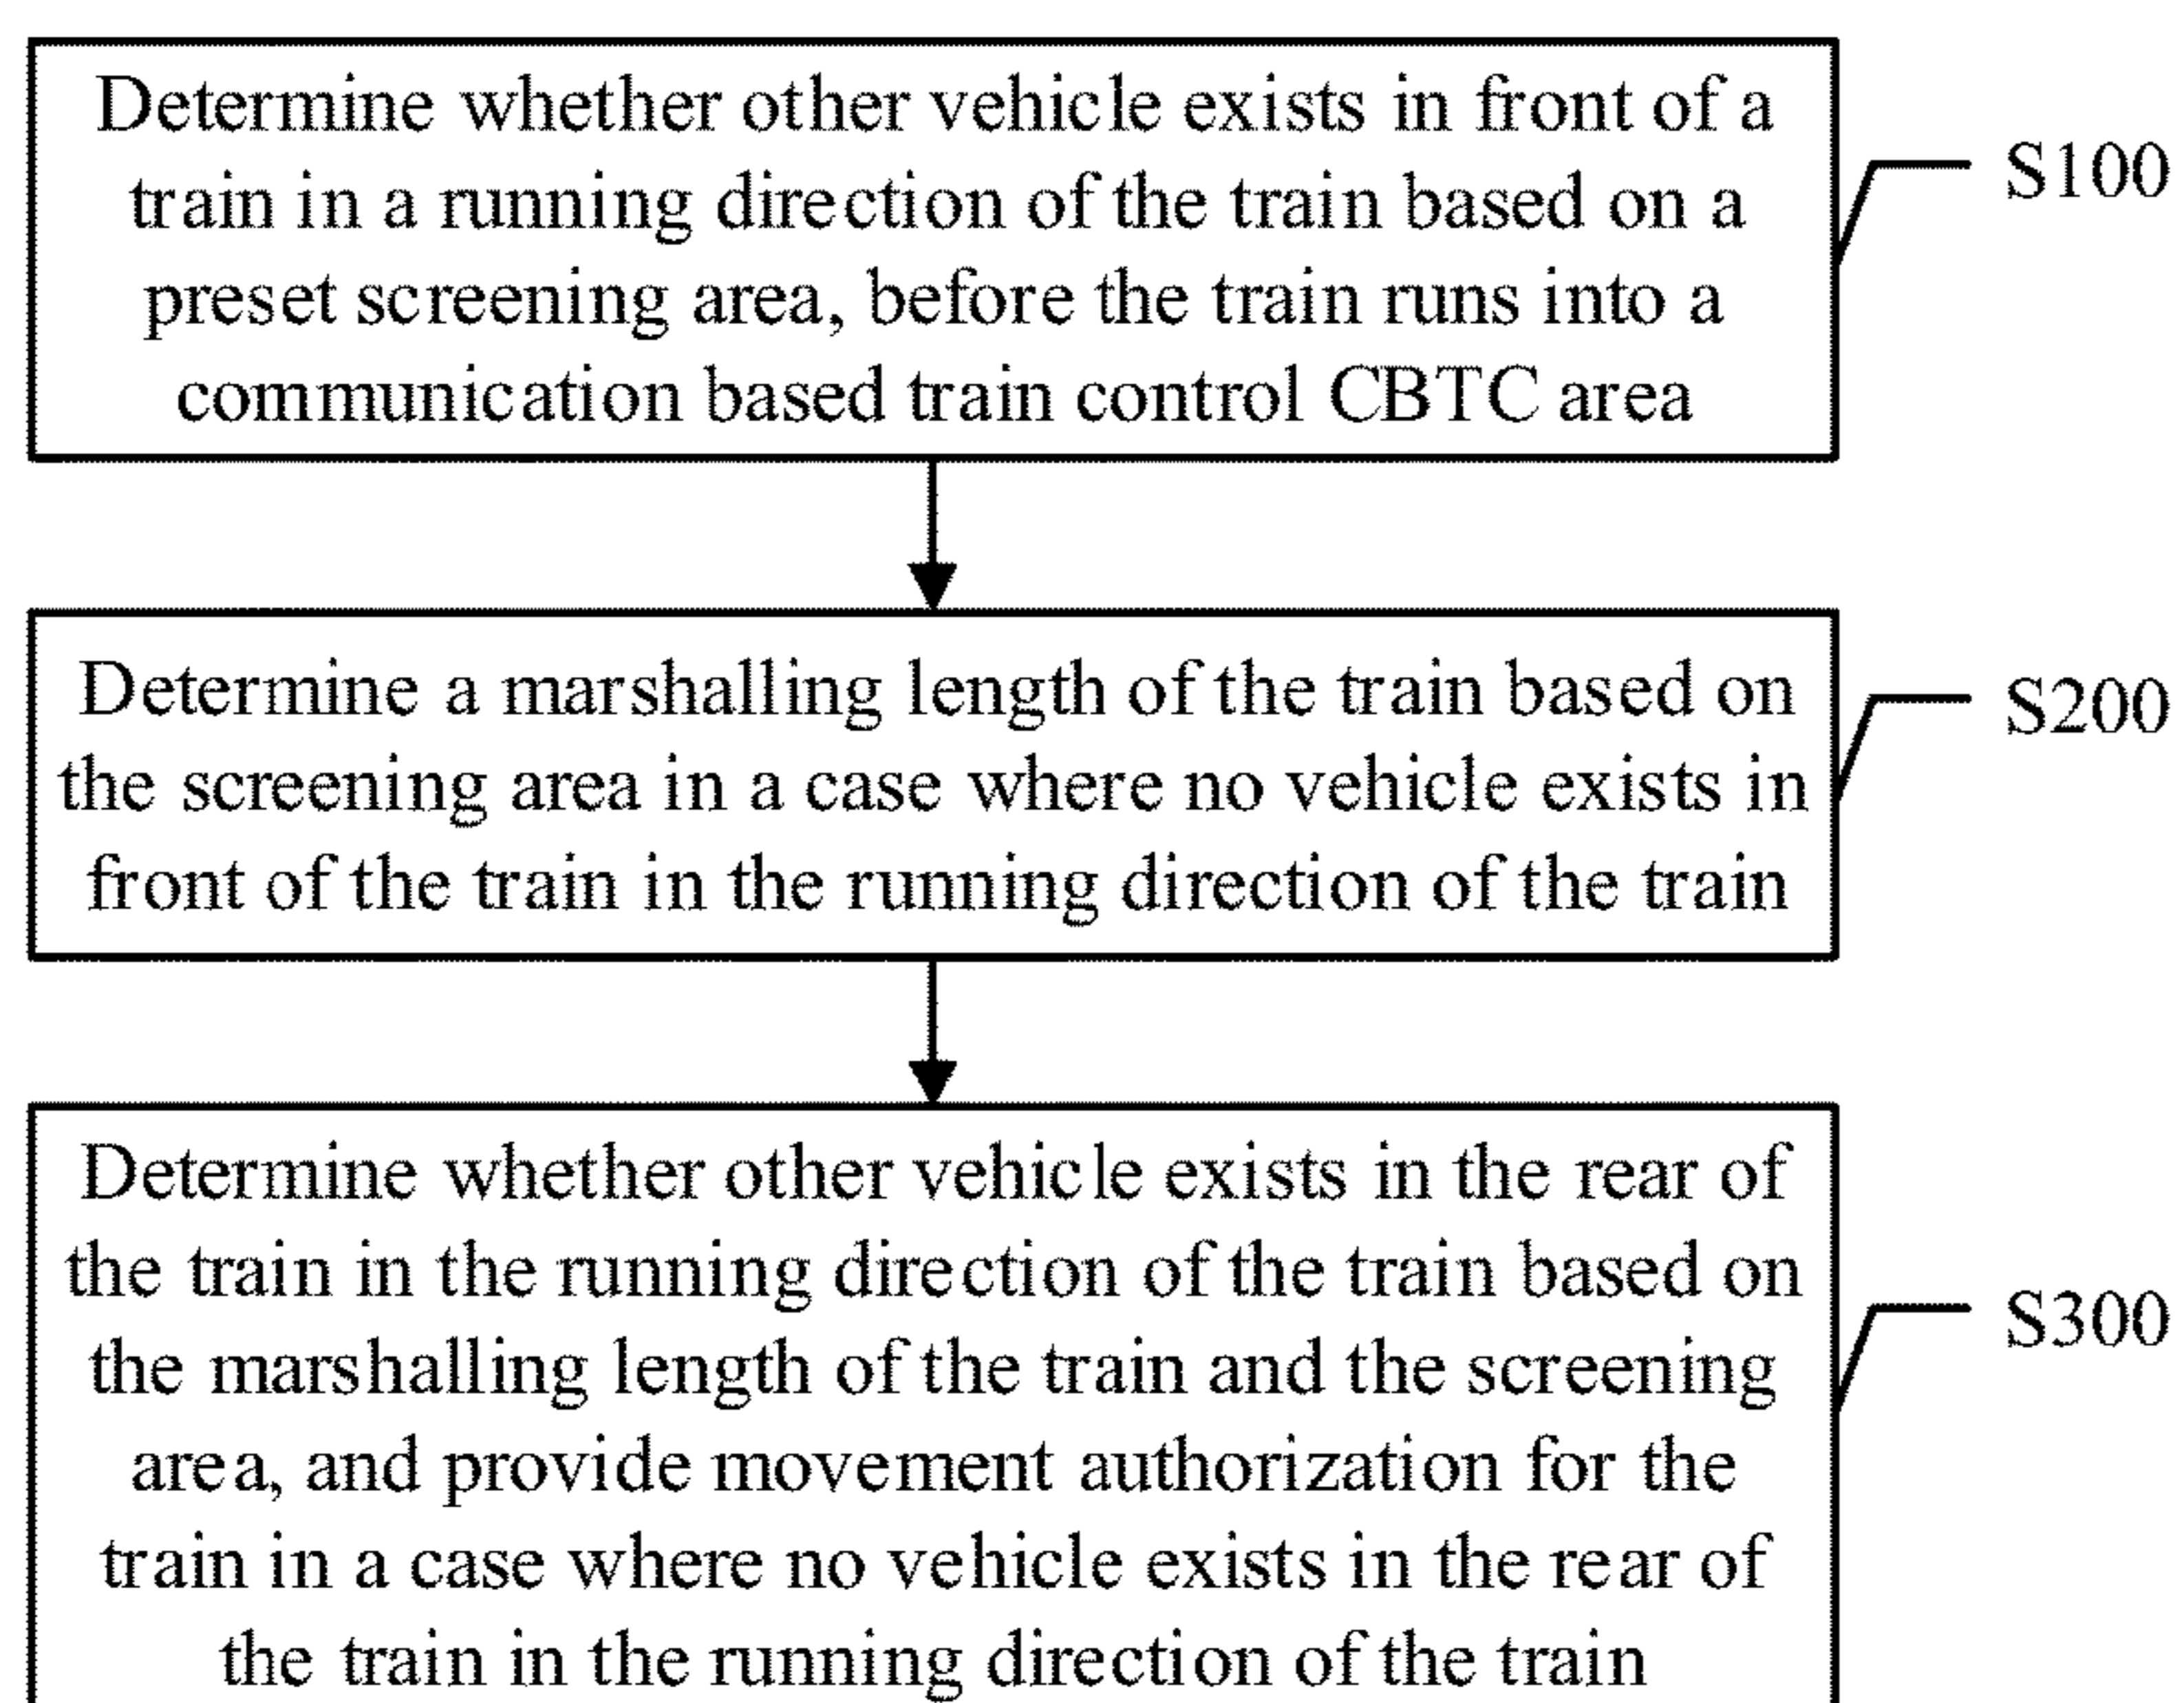 Determine whether other vehicle exists in front of a
train in a running direction of the train based on a
preset screening area, before the train runs into a
communication based train control CBTC area
S100
Determine a marshalling length of the train based on
the screening area in a case where no vehicle exists in
front of the train in the running direction of the train
S200
Determine whether other vehicle exists in the rear of
the train in the running direction of the train based on
the marshalling length of the train and the screening
area, and provide movement authorization for the
train in a case where no vehicle exists in the rear of
the train in the running direction of the train
S300